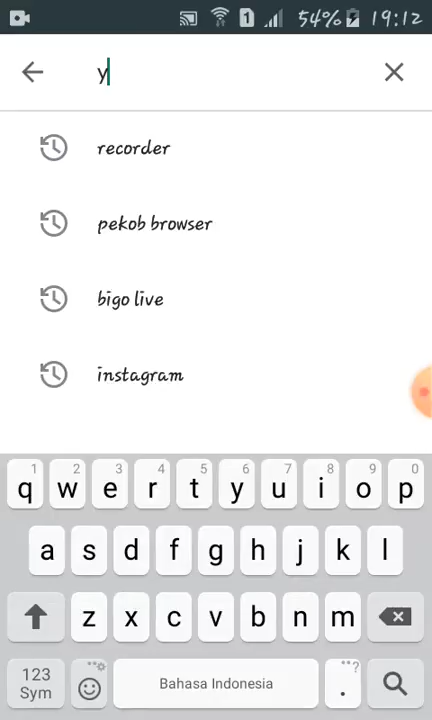 1 54% 19:12
y
recorder
pekob browser
bigo live
instagram
1 2 3 4 5 6 7 8 9 0
q w e r t y u i o p
a s d f g h j k l
z x c v b n m
123 Bahasa Indonesia . ,?
Sym